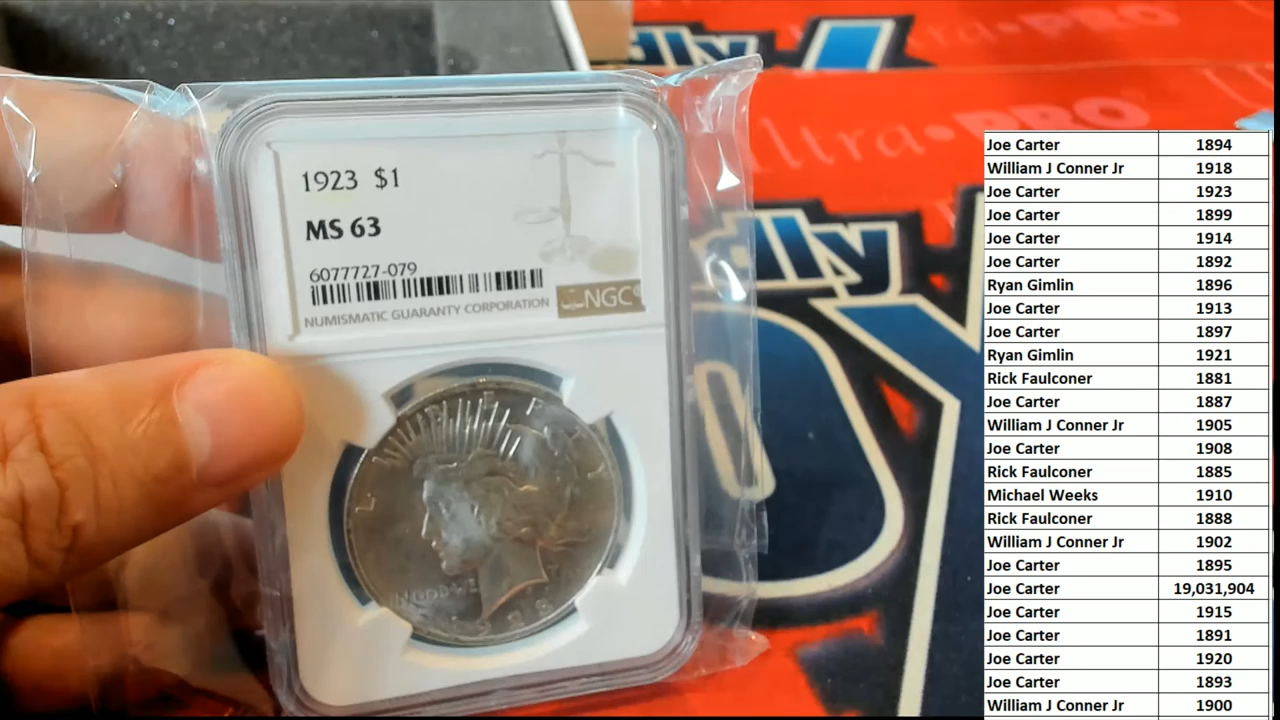 dly
Ultra PRO
Ultra•PRO
dly
1923 $1
MS 63
6077727-079
NUMISMATIC GUARANTY CORPORATION
NGC
IN GOD WE
Joe Carter 1894
William J Conner Jr 1918
Joe Carter 1923
Joe Carter 1899
Joe Carter 1914
Joe Carter 1892
Ryan Gimlin 1896
Joe Carter 1913
Joe Carter 1897
Ryan Gimlin 1921
Rick Faulconer 1881
Joe Carter 1887
William J Conner Jr 1905
Joe Carter 1908
Rick Faulconer 1885
Michael Weeks 1910
Rick Faulconer 1888
William J Conner Jr 1902
Joe Carter 1895
Joe Carter 19,031,904
Joe Carter 1915
Joe Carter 1891
Joe Carter 1920
Joe Carter 1893
William J Conner Jr 1900